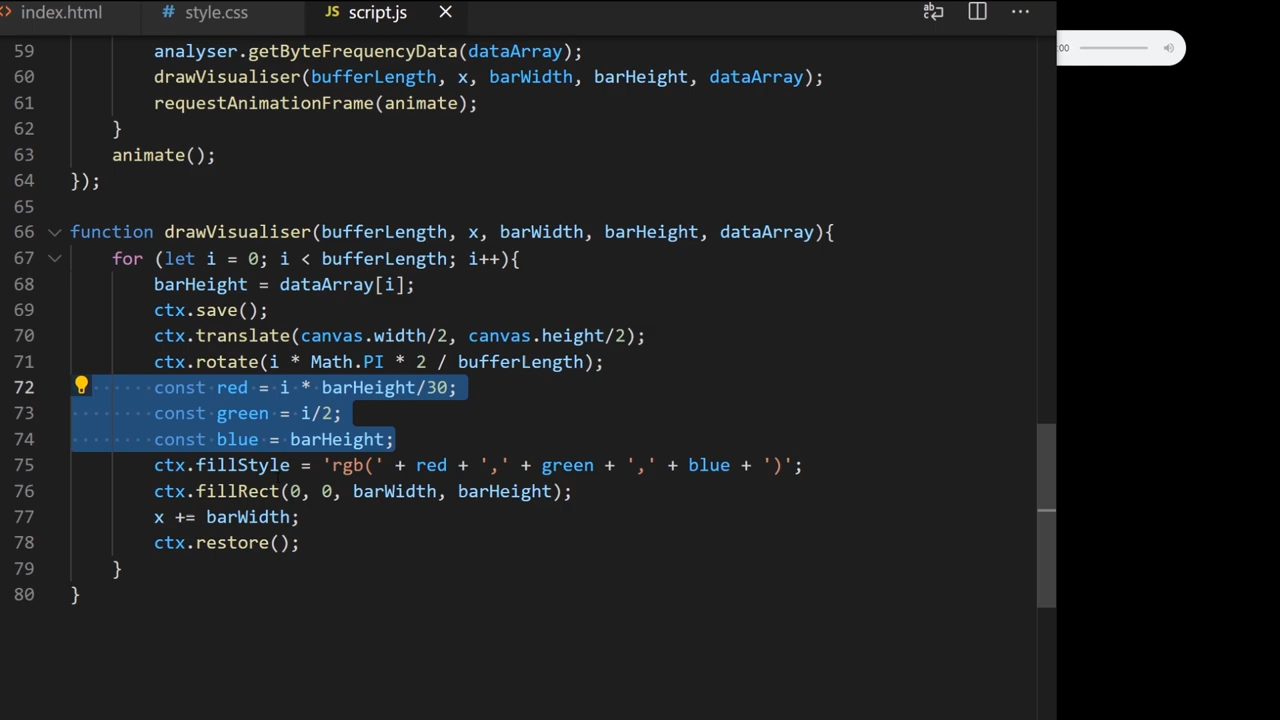 index.html # style.css JS script.js
59 analyser.getByteFrequencyData(dataArray);
60 drawVisualiser(bufferLength, x, barWidth, barHeight, dataArray);
61 requestAnimationFrame(animate);
62 }
63 animate();
64 });
65
66 function drawVisualiser(bufferLength, x, barWidth, barHeight, dataArray){
67 for (let i = 0; i < bufferLength; i++){
68 barHeight = dataArray[i];
69 ctx.save();
70 ctx.translate(canvas.width/2, canvas.height/2);
71 ctx.rotate(i * Math.PI * 2 / bufferLength);
72 const red = i * barHeight/30;
73 const green = i/2;
74 const blue = barHeight;
75 ctx.fillStyle = 'rgb(' + red + ',' + green + ',' + blue + ')';
76 ctx.fillRect(0, 0, barWidth, barHeight);
77 x += barWidth;
78 ctx.restore();
79 }
80 }